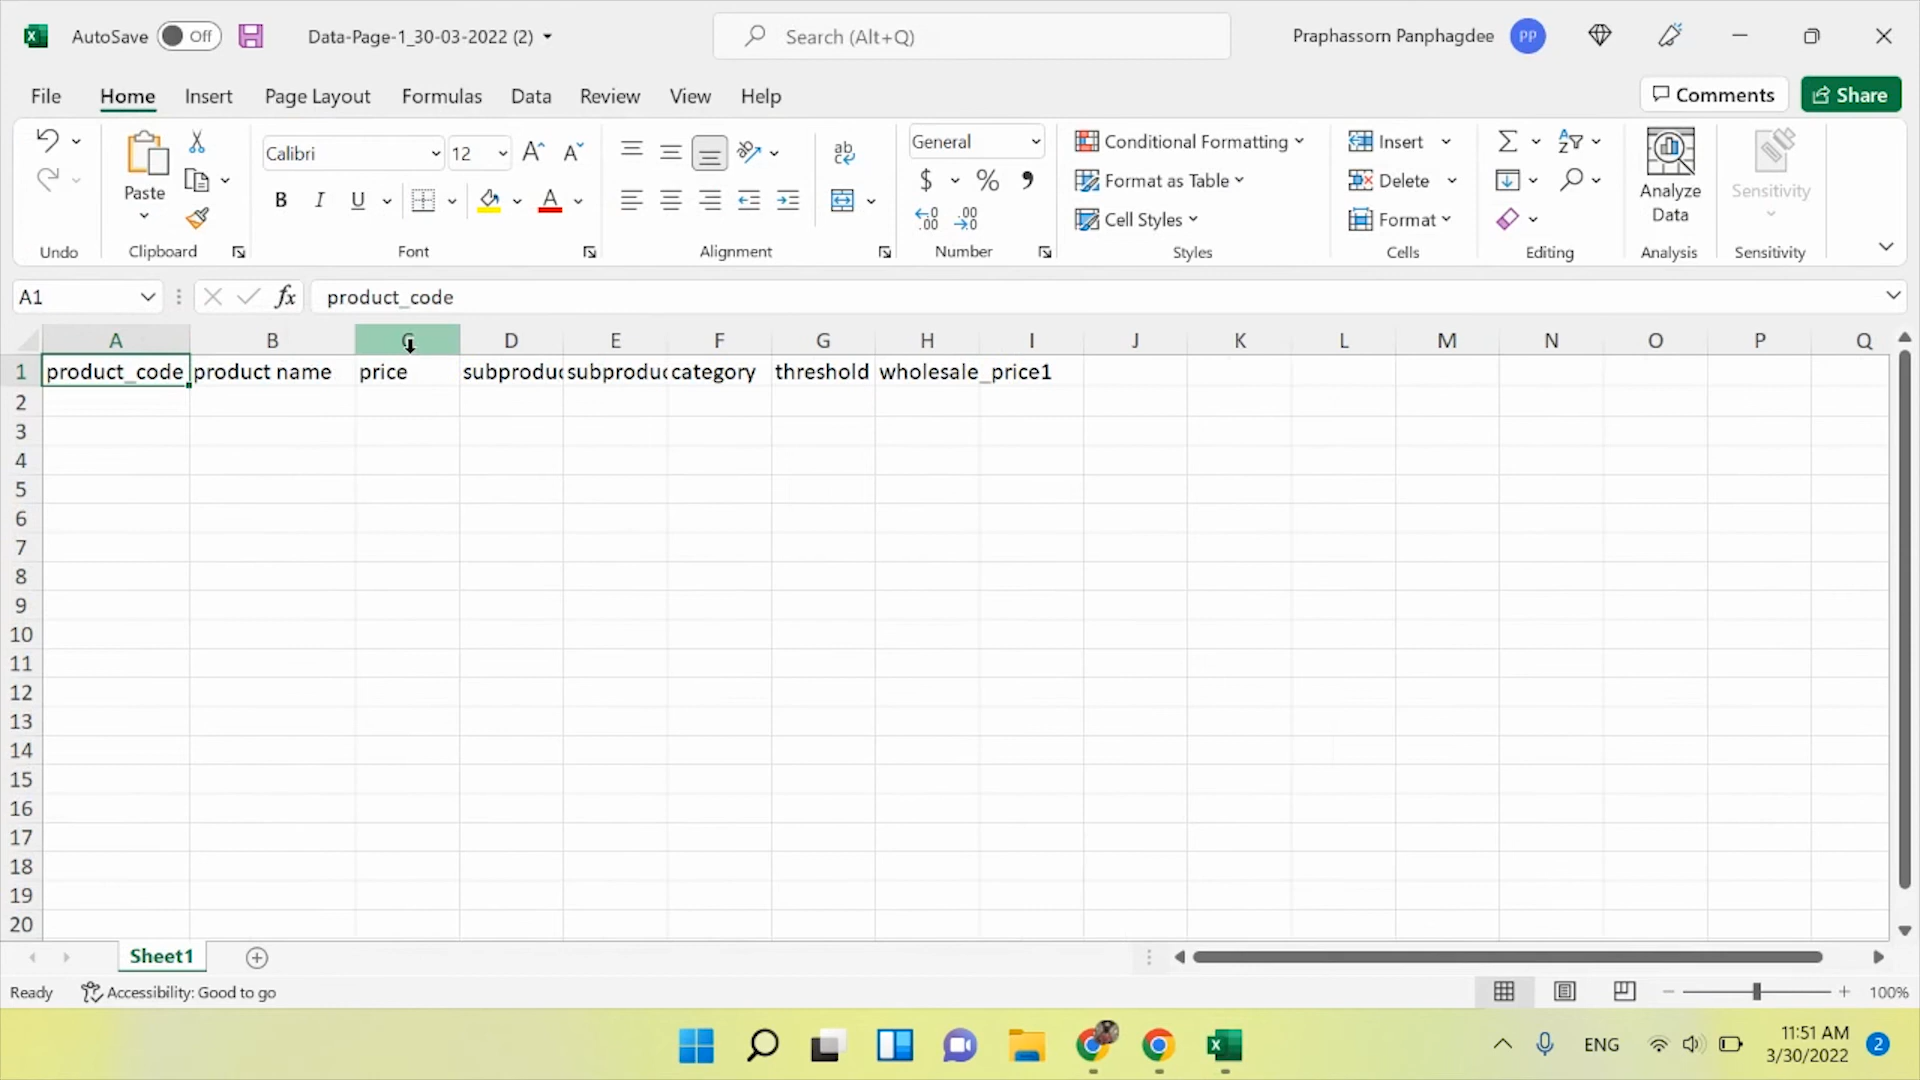 AutoSave Off Data-Page-1_30-03-2022 (2) Search (Alt+Q) Praphassorn Panphagdee PP
File Home Insert Page Layout Formulas Data Review View Help Comments Share
Calibri 12 ab General Conditional Formatting Insert
Paste B I U A $ % Format as Table Delete Analyze Data Sensitivity
Cell Styles Format
Undo Clipboard Font Alignment Number Styles Cells Editing Analysis Sensitivity
A1 fx product_code
A B C D E F G H I J K L M N O P Q
1 product_code product name price subproduc subproduc category threshold wholesale_price1
2
3
4
5
6
7
8
9
10
11
12
13
14
15
16
17
18
19
20
Sheet1
Ready Accessibility: Good to go 100%
ENG 11:51 AM 2
3/30/2022